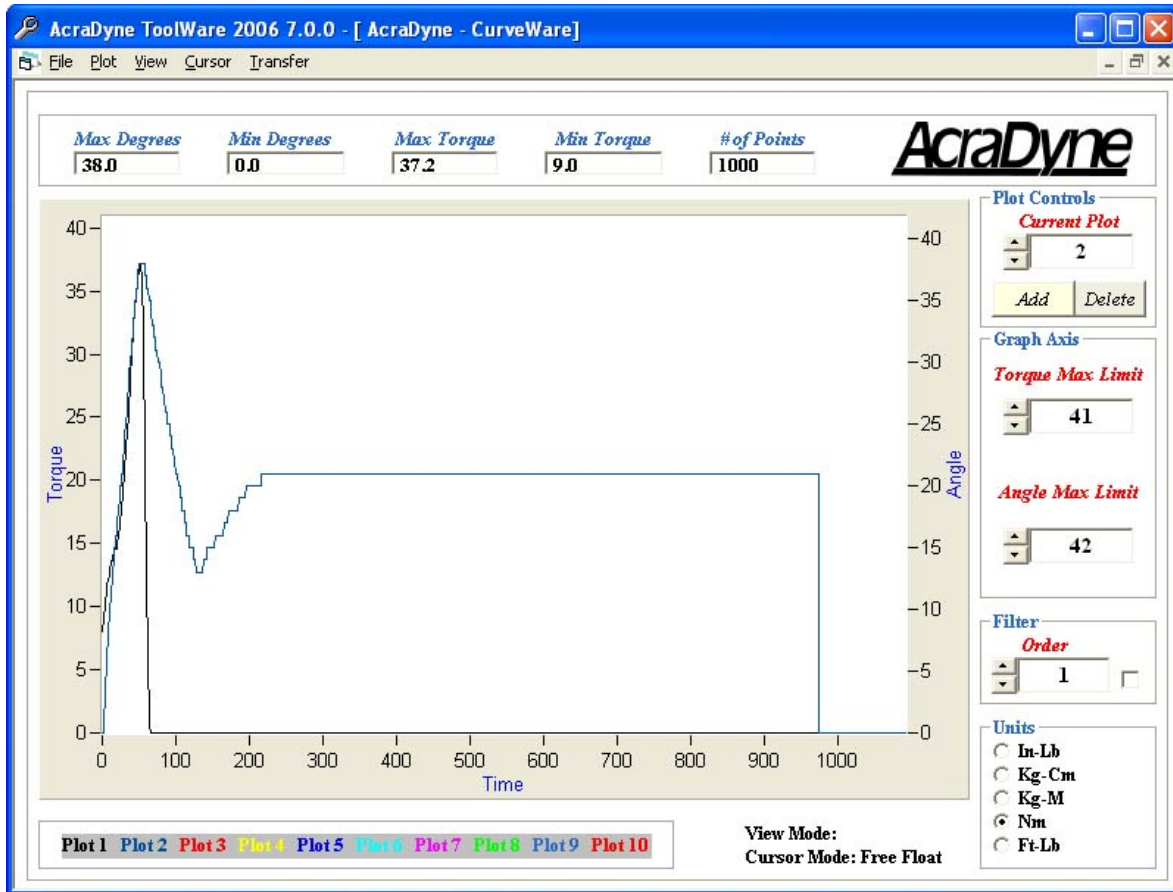 AcraDyne ToolWare 2006 7.0.0 - [ AcraDyne - CurveWare]
File Plot View Cursor Transfer
Max Degrees Min Degrees Max Torque Min Torque # of Points
38.0 0.0 37.2 9.0 1000
AcraDyne
Plot Controls
Current Plot
2
Add Delete
Graph Axis
Torque Max Limit
41
Angle Max Limit
42
Filter
Order
1
Units
In-Lb
Kg-Cm
Kg-M
Nm
Ft-Lb
Torque
40
35
30
25
20
15
10
5
0
Angle
40
35
30
25
20
15
10
5
0
0 100 200 300 400 500 600 700 800 900 1000
Time
Plot 1 Plot 2 Plot 3 Plot 4 Plot 5 Plot 6 Plot 7 Plot 8 Plot 9 Plot 10
View Mode:
Cursor Mode: Free Float